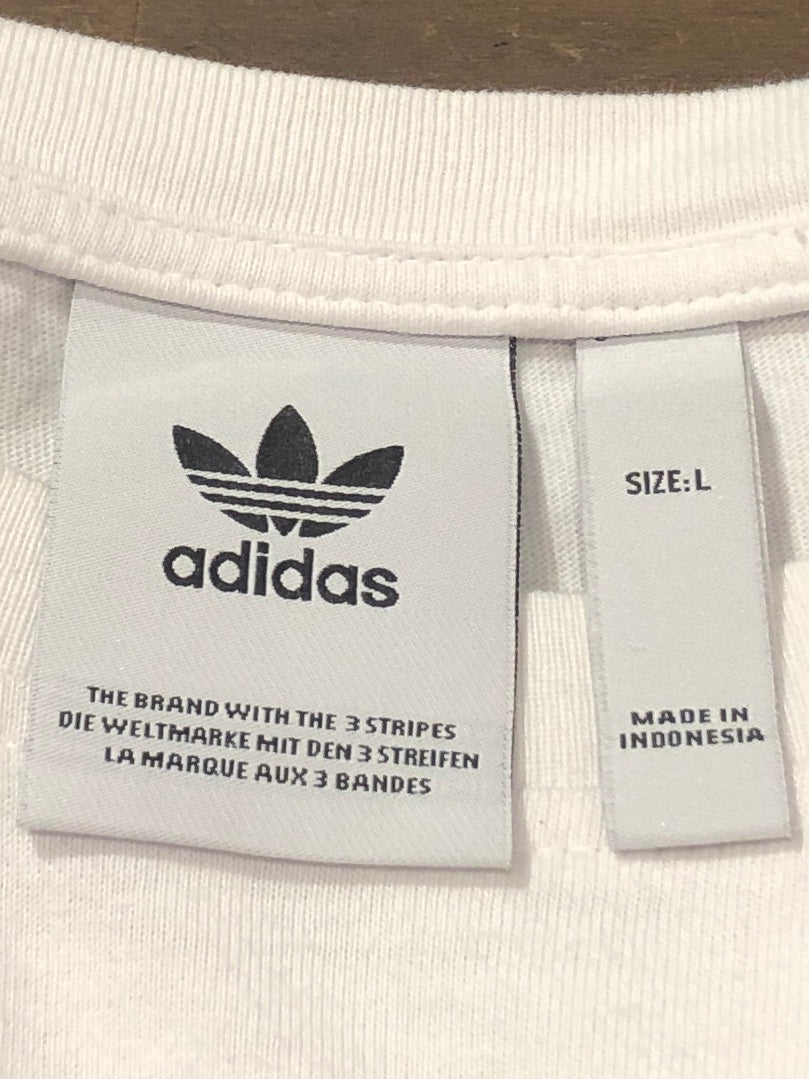 adidas
THE BRAND WITH THE 3 STRIPES
DIE WELTMARKE MIT DEN 3 STREIFEN
LA MARQUE AUX 3 BANDES
SIZE: L
MADE IN
INDONESIA